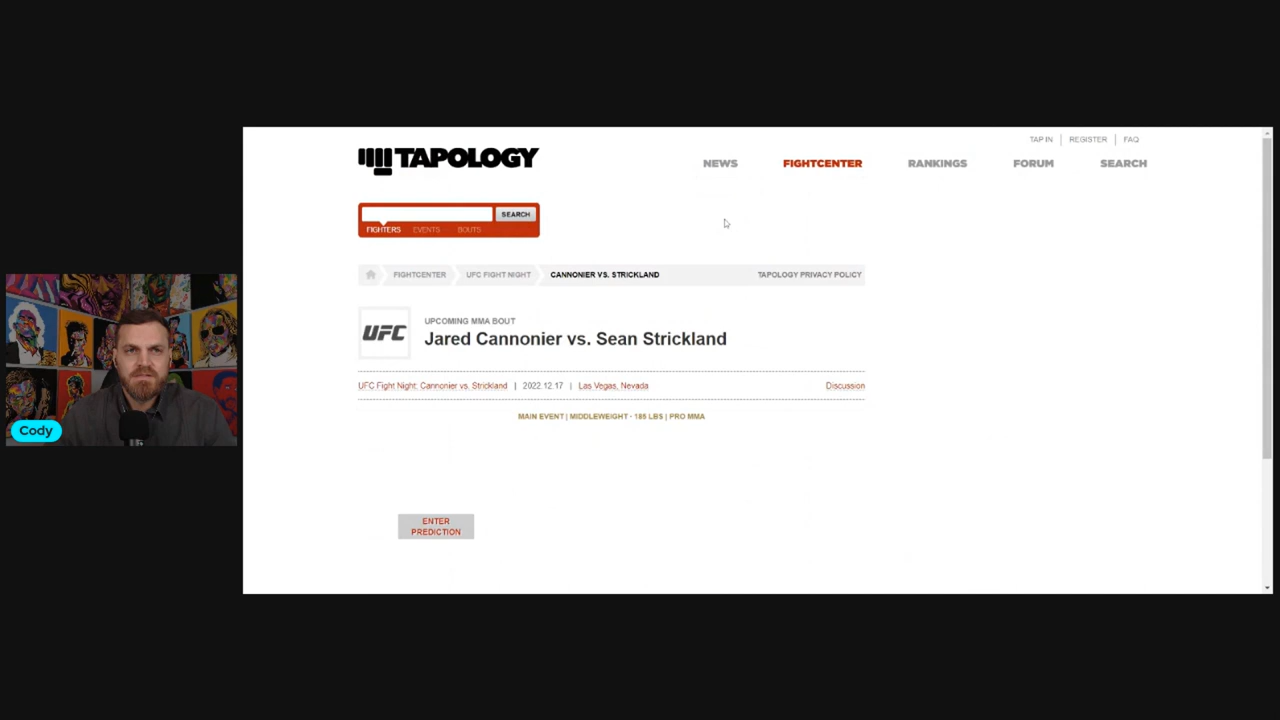 TAP IN | REGISTER | FAQ
TAPOLOGY
NEWS FIGHTCENTER RANKINGS FORUM SEARCH
SEARCH
FIGHTERS EVENTS BOUTS
FIGHTCENTER UFC FIGHT NIGHT CANNONIER VS. STRICKLAND TAPOLOGY PRIVACY POLICY
UFC
UPCOMING MMA BOUT
Jared Cannonier vs. Sean Strickland
UFC Fight Night: Cannonier vs. Strickland | 2022.12.17 | Las Vegas, Nevada Discussion
MAIN EVENT | MIDDLEWEIGHT · 185 LBS | PRO MMA
Cody
ENTER
PREDICTION